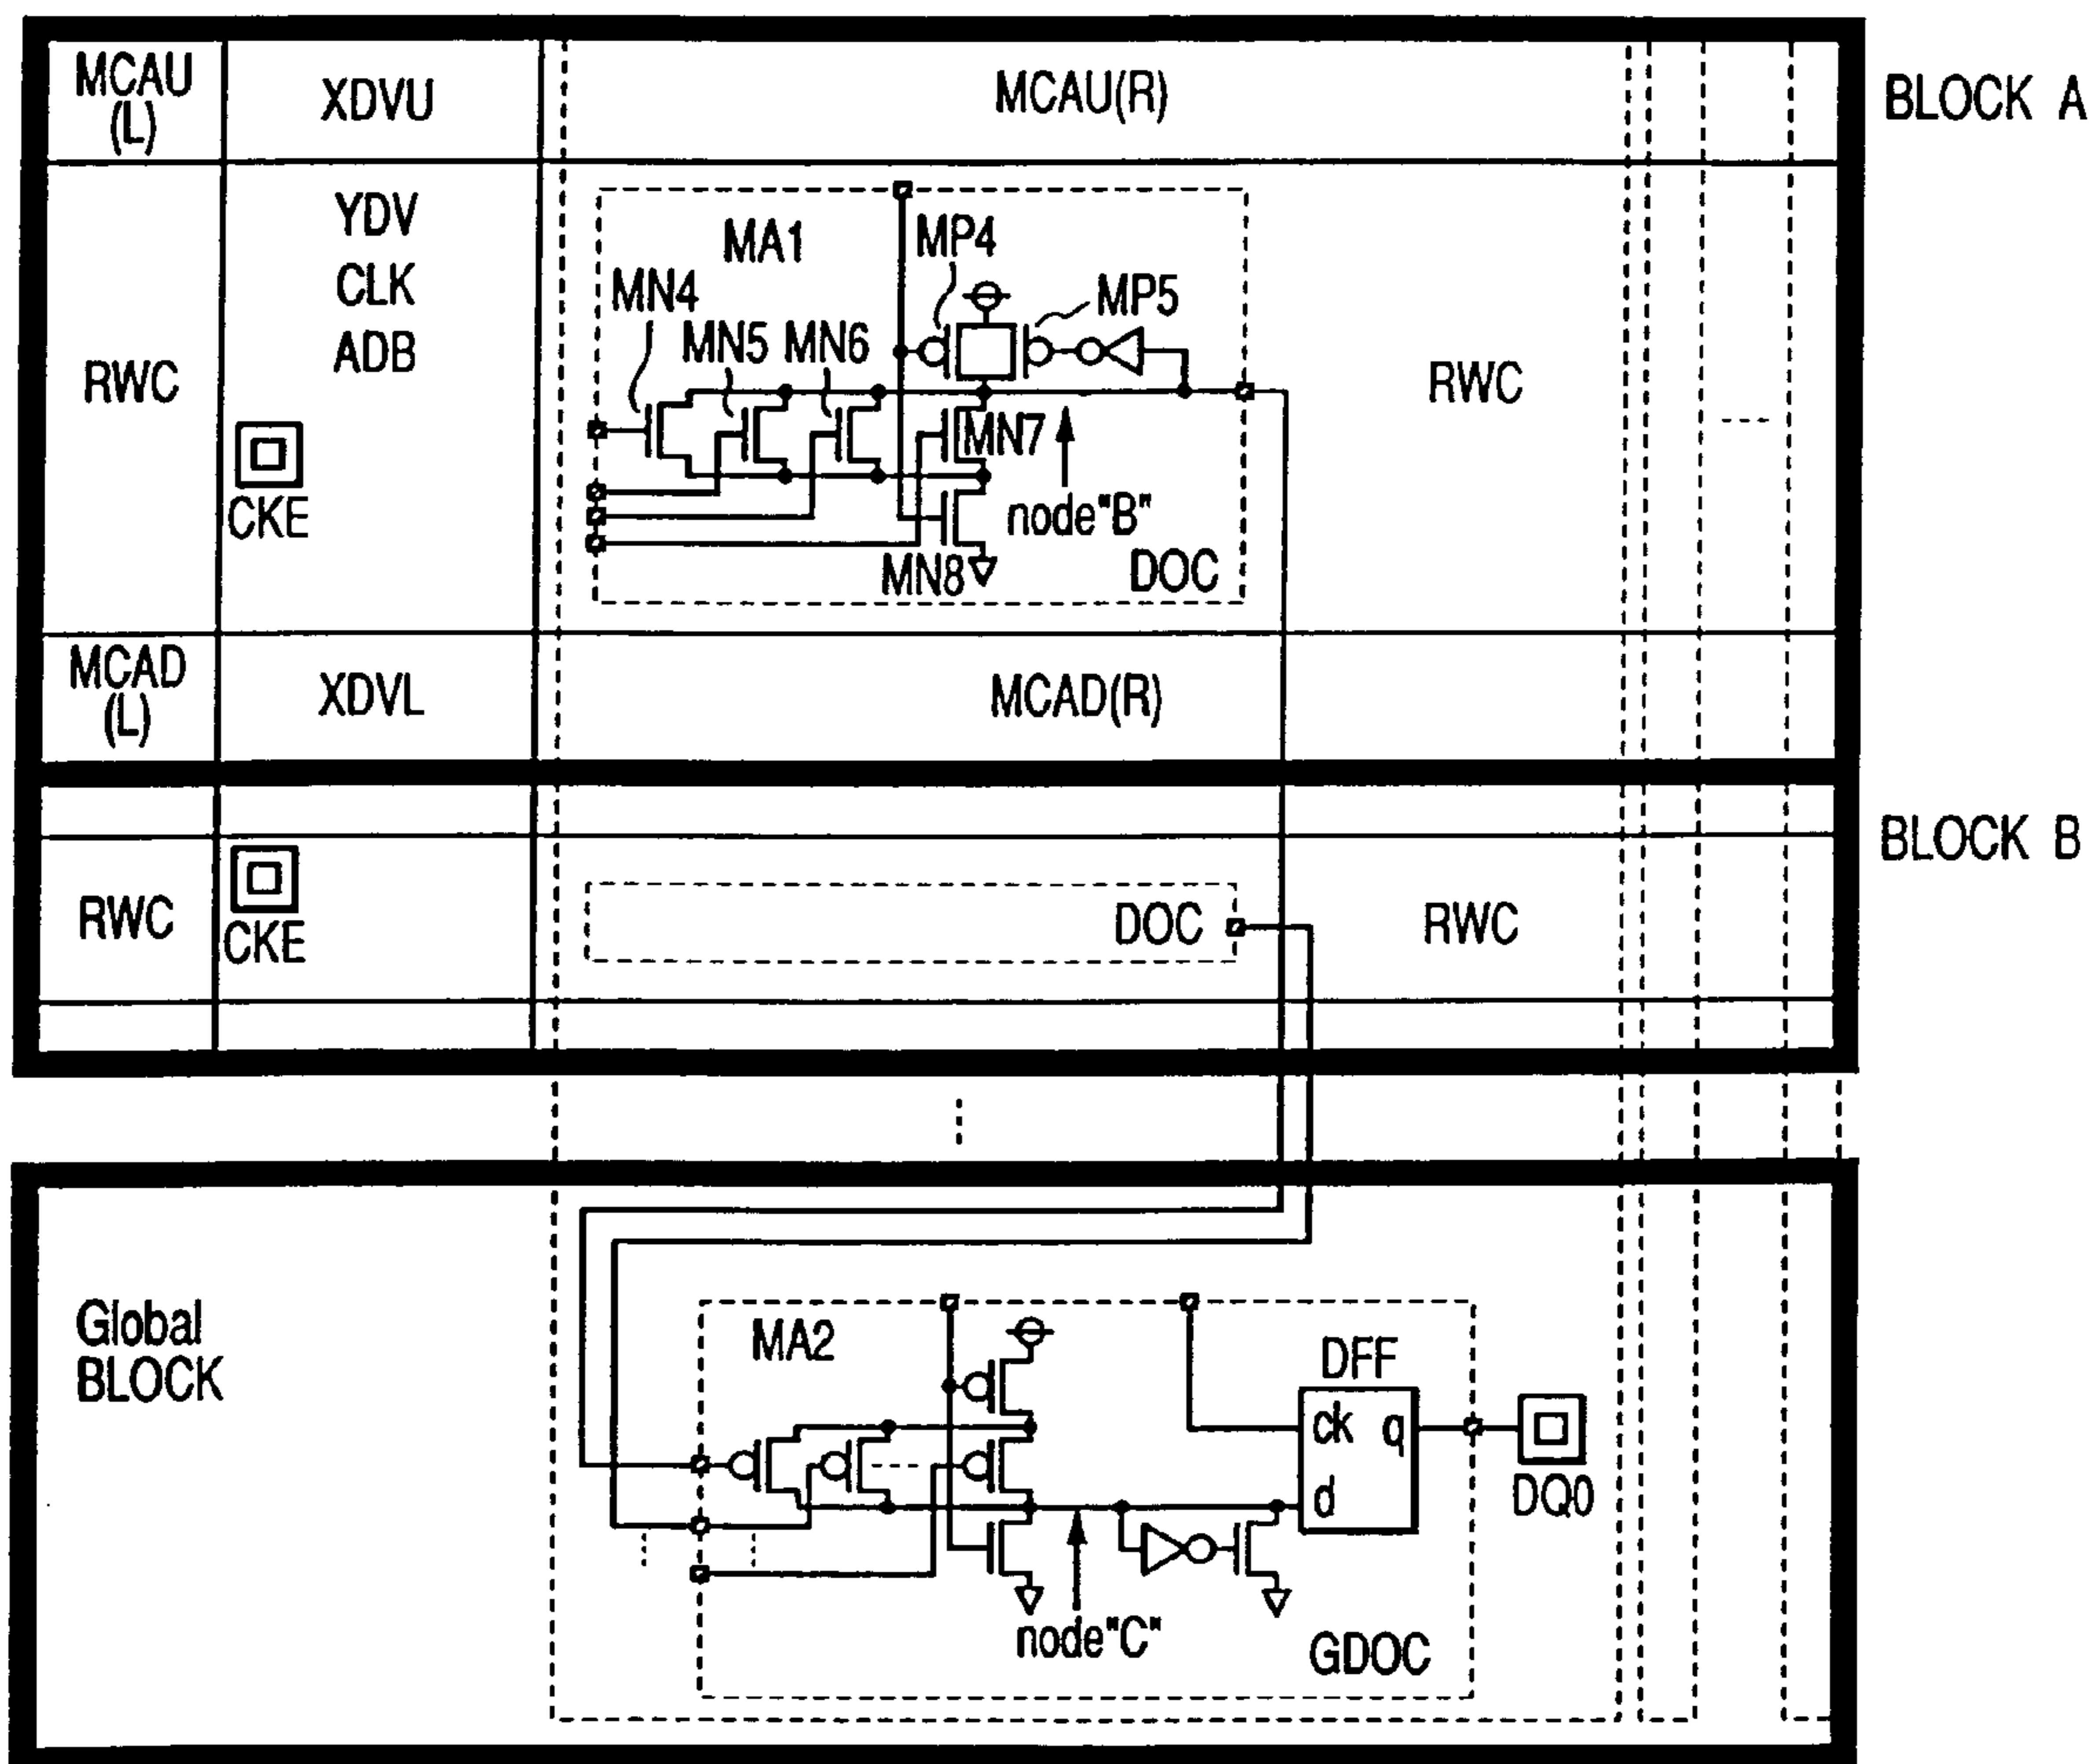 MCAU
(L)
XDVU
MCAU(R)
BLOCK A
RWC
YDV
CLK
ADB
CKE
MA1
MP4
MP5
MN4
MN5
MN6
MN7
node"B"
MN8
DOC
RWC
MCAD
(L)
XDVL
MCAD(R)
BLOCK B
RWC
CKE
DOC
RWC
Global
BLOCK
MA2
DFF
ck
q
d
DQ0
node"C"
GDOC